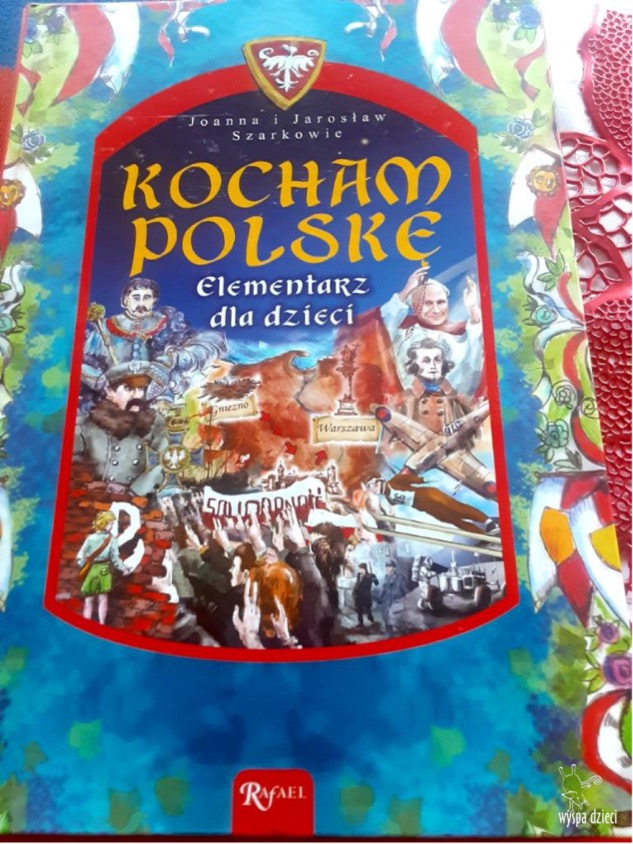 Joanna i Jarosław
Szarkowie
KOCHAM
POLSKĘ
Elementarz
dla dzieci
Gniezno
Warszawa
SOLIDARNOŚĆ
RAFAEL
wyspa dzieci